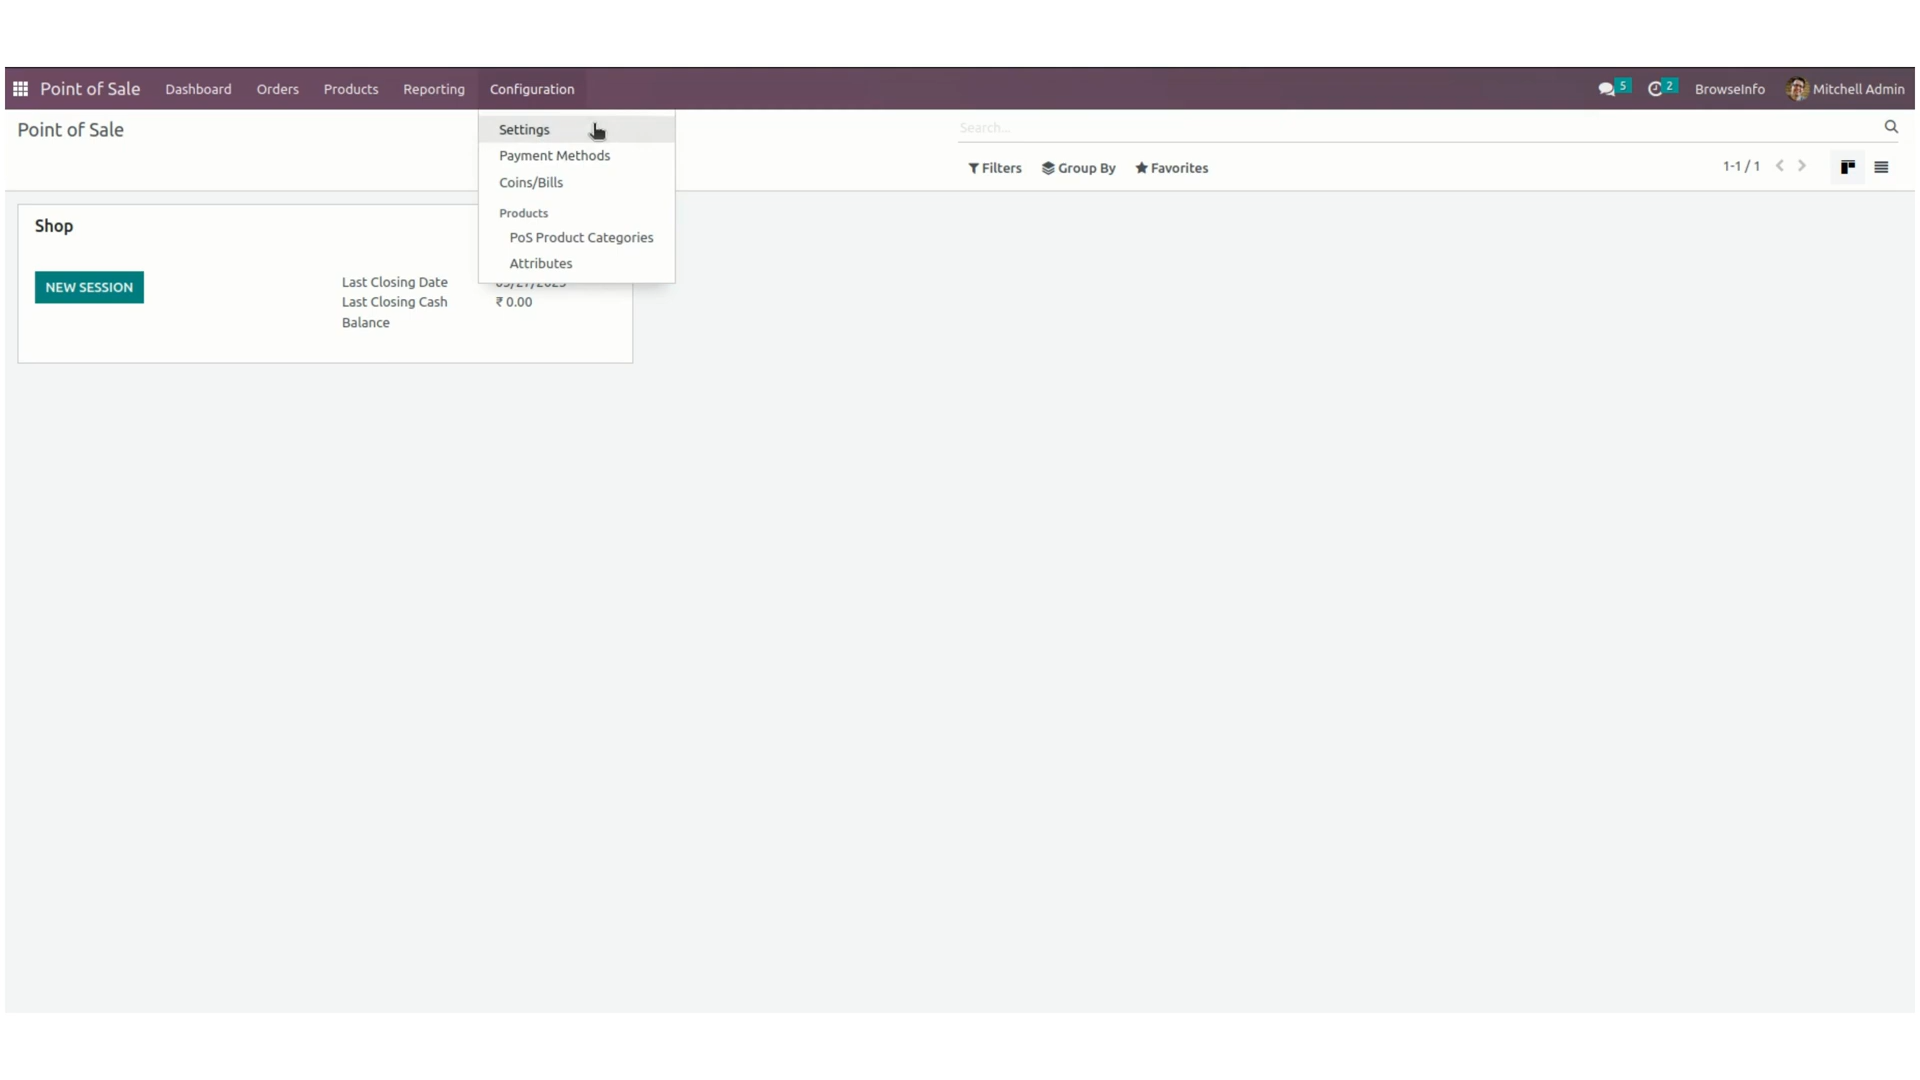 Point of Sale Dashboard Orders Products Reporting Configuration 5 2 BrowseInfo Mitchell Admin
Point of Sale
Search...
Filters Group By Favorites 1-1 / 1
Settings
Payment Methods
Coins/Bills
Products
PoS Product Categories
Attributes
Shop
NEW SESSION
Last Closing Date
Last Closing Cash ₹ 0.00
Balance